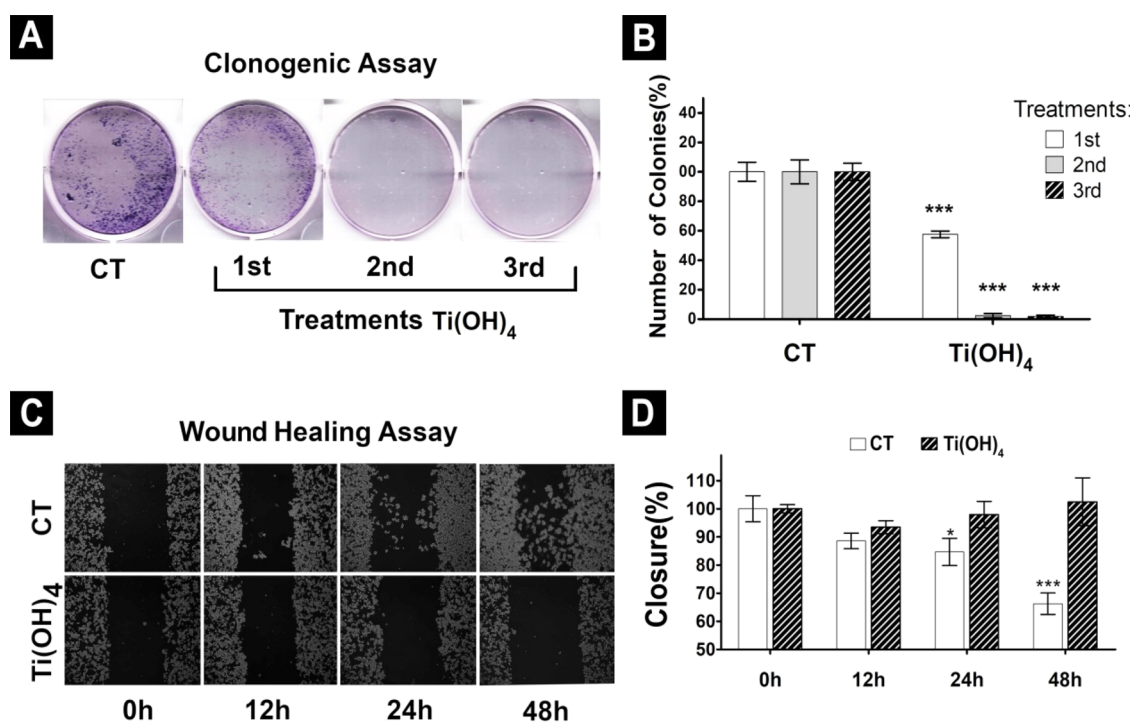 A
Clonogenic Assay
CT
1st
2nd
3rd
Treatments Ti(OH)4
B
Number of Colonies(%)
40
20
00
80
60
40
20
0
***
***
***
CT
Ti(OH)4
Treatments:
1st
2nd
3rd
C
Wound Healing Assay
CT
Ti(OH)4
0h
12h
24h
48h
D
CT
Ti(OH)4
Closure(%)
110
100
90
80
70
60
50
*
***
0h
12h
24h
48h